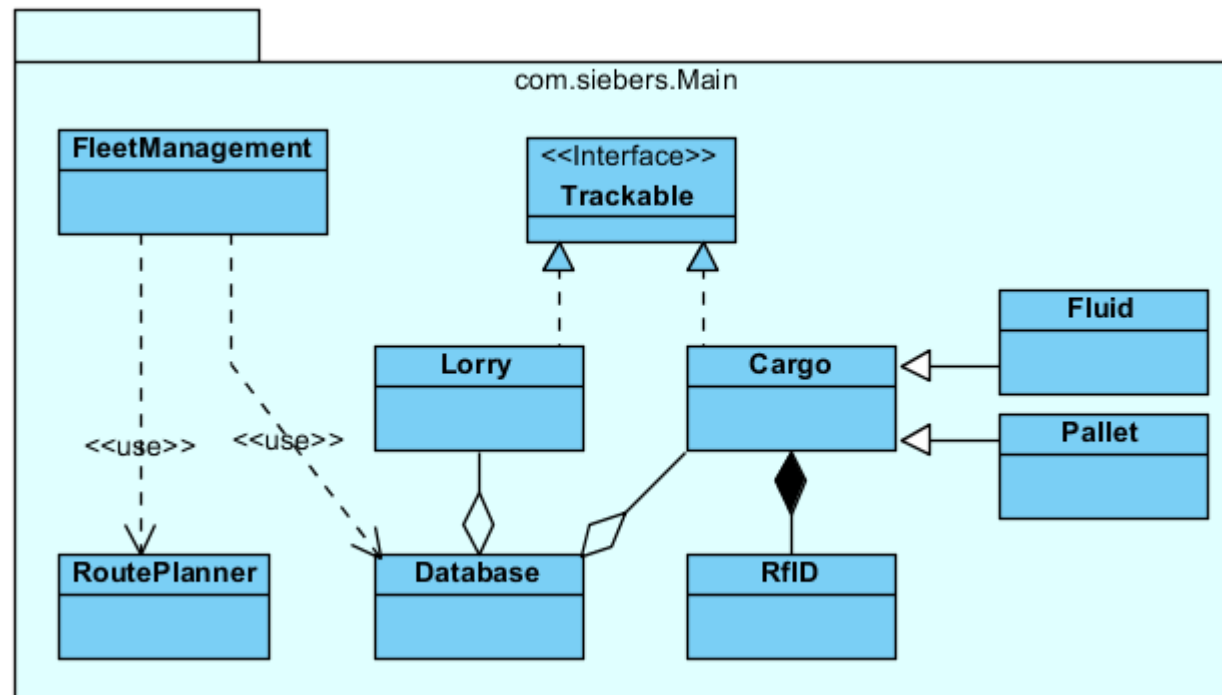 com.siebers.Main
FleetManagement
<<Interface>>
Trackable
Fluid
Lorry
Cargo
Pallet
<<use>>
<<use>>
RoutePlanner
Database
RfID